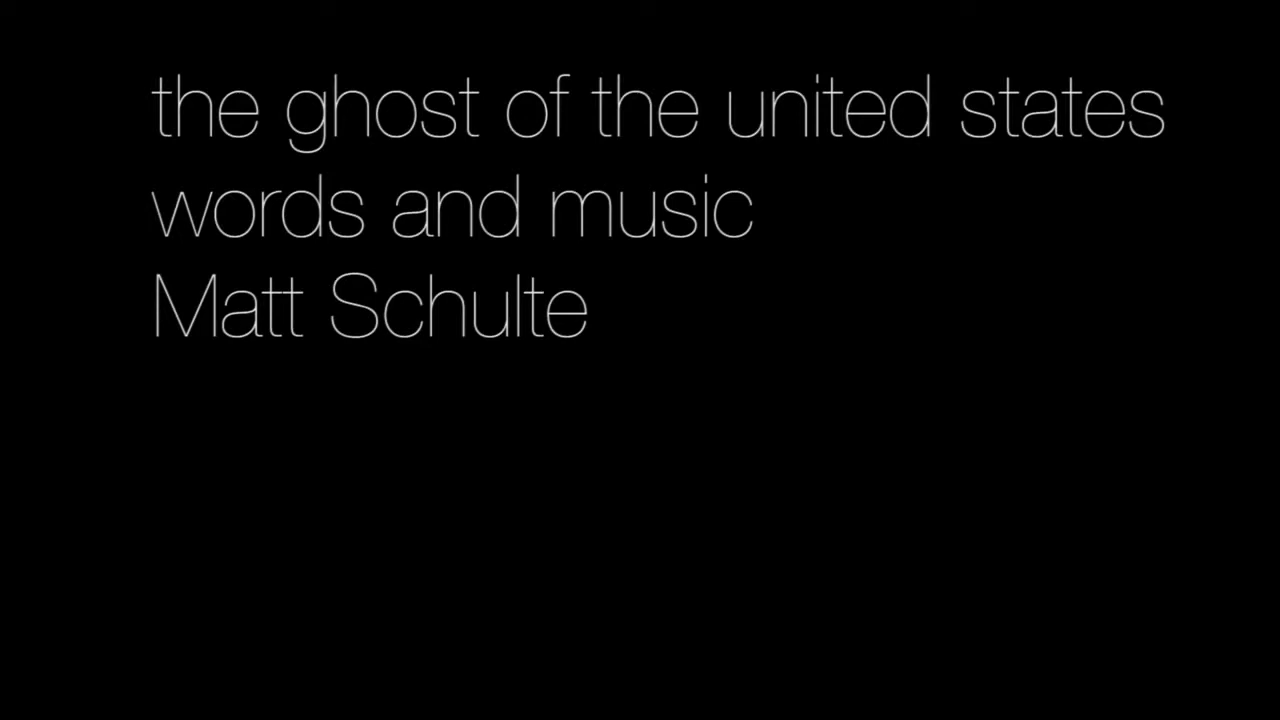 the ghost of the united states
words and music
Matt Schulte